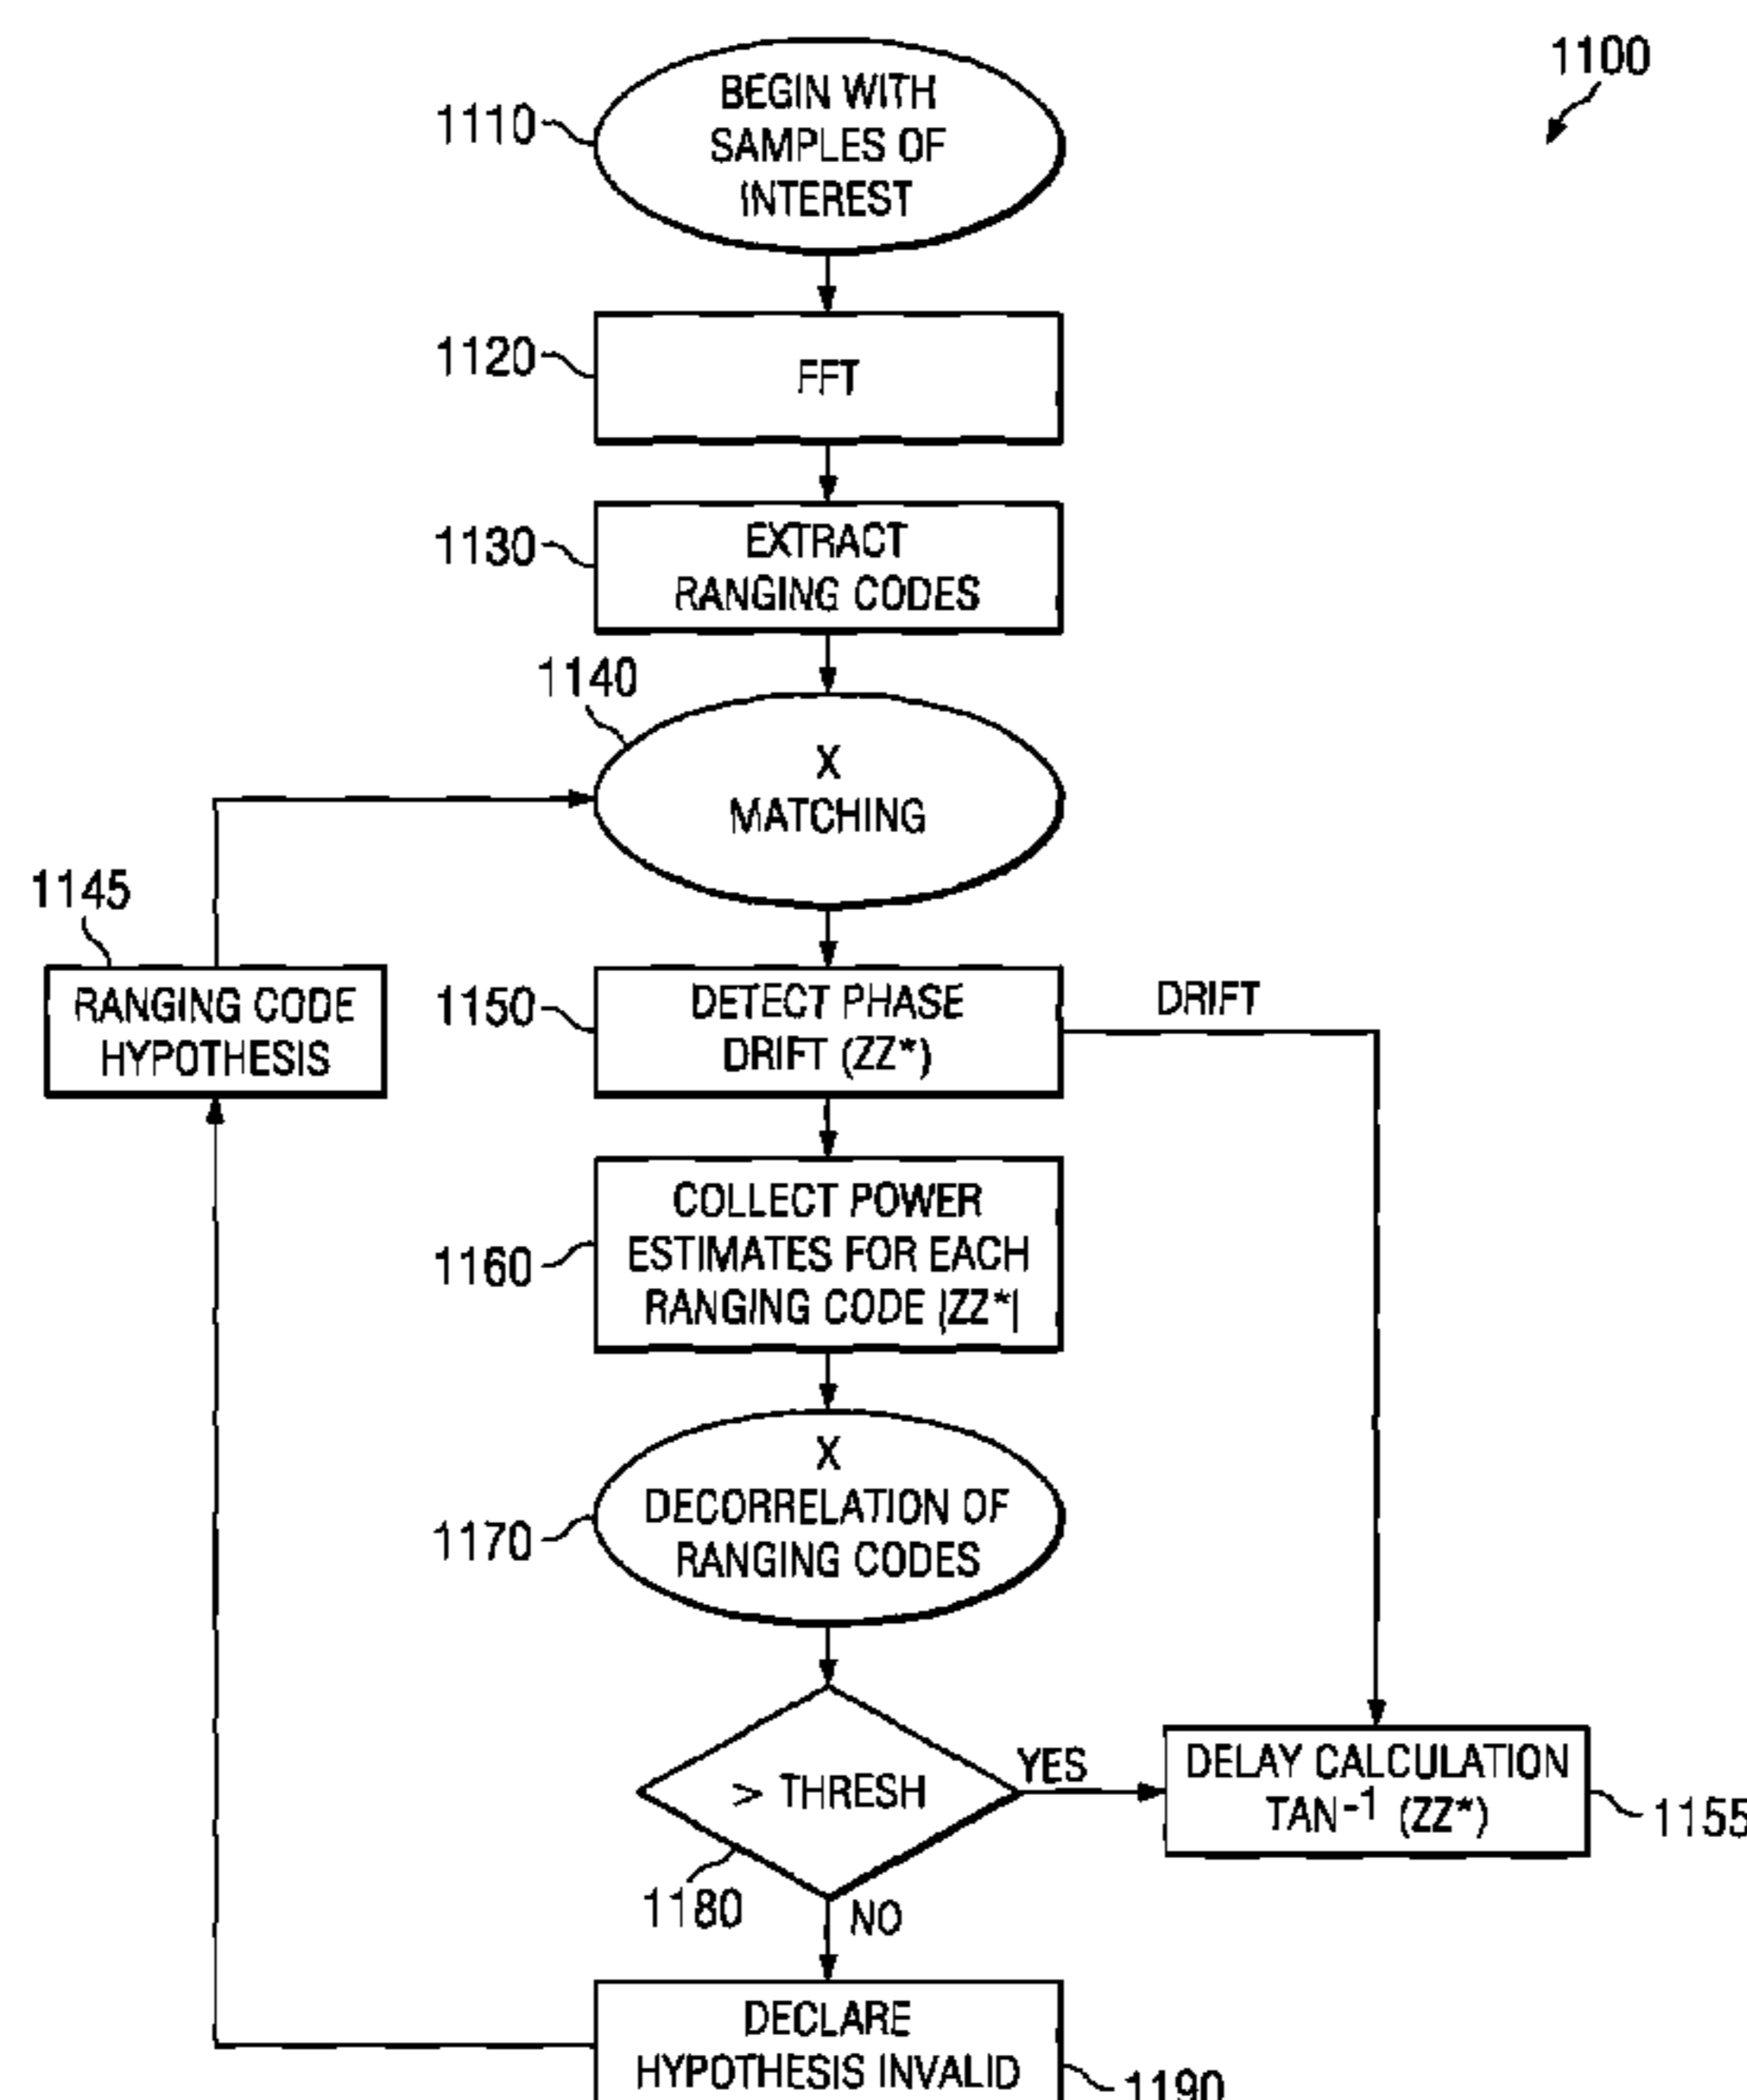 1100
1110
BEGIN WITH
SAMPLES OF
INTEREST
1120
FFT
1130
EXTRACT
RANGING CODES
1140
X
MATCHING
1145
RANGING CODE
HYPOTHESIS
1150
DETECT PHASE
DRIFT (ZZ*)
DRIFT
1160
COLLECT POWER
ESTIMATES FOR EACH
RANGING CODE |ZZ*|
1170
X
DECORRELATION OF
RANGING CODES
> THRESH
YES
1180
NO
DELAY CALCULATION
TAN-1 (ZZ*)
1155
DECLARE
HYPOTHESIS INVALID
1190